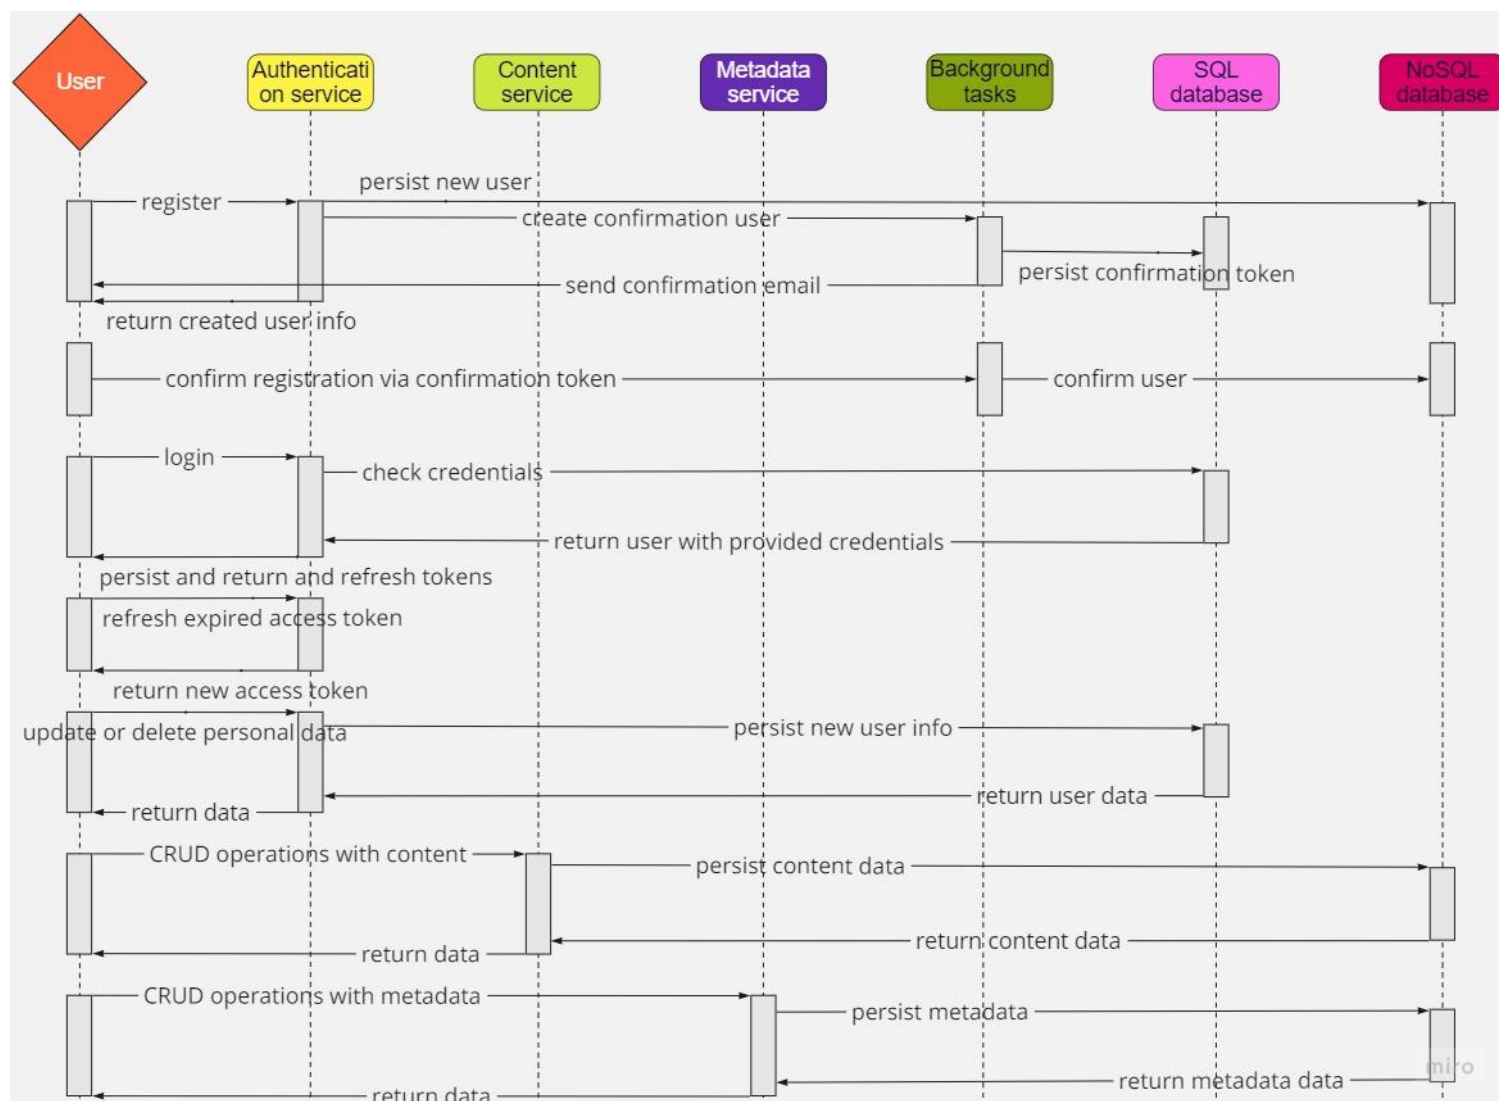 User
Authenticati
on service
Content
service
Metadada
service
Background
tasks
SQL
database
NoSQL
database
persist new user
register
create confirmation user
persist confirmation token
send confirmation email
return created user info
confirm registration via confirmation token
confirm user
login
check credentials
return user with provided credentials
persist and return and refresh tokens
refresh expired access token
return new access token
update or delete personal data
persist new user info
return user data
return data
CRUD operations with content
persist content data
return content data
return data
CRUD operations with metadata
persist metadata
miro
return metadata data
return data